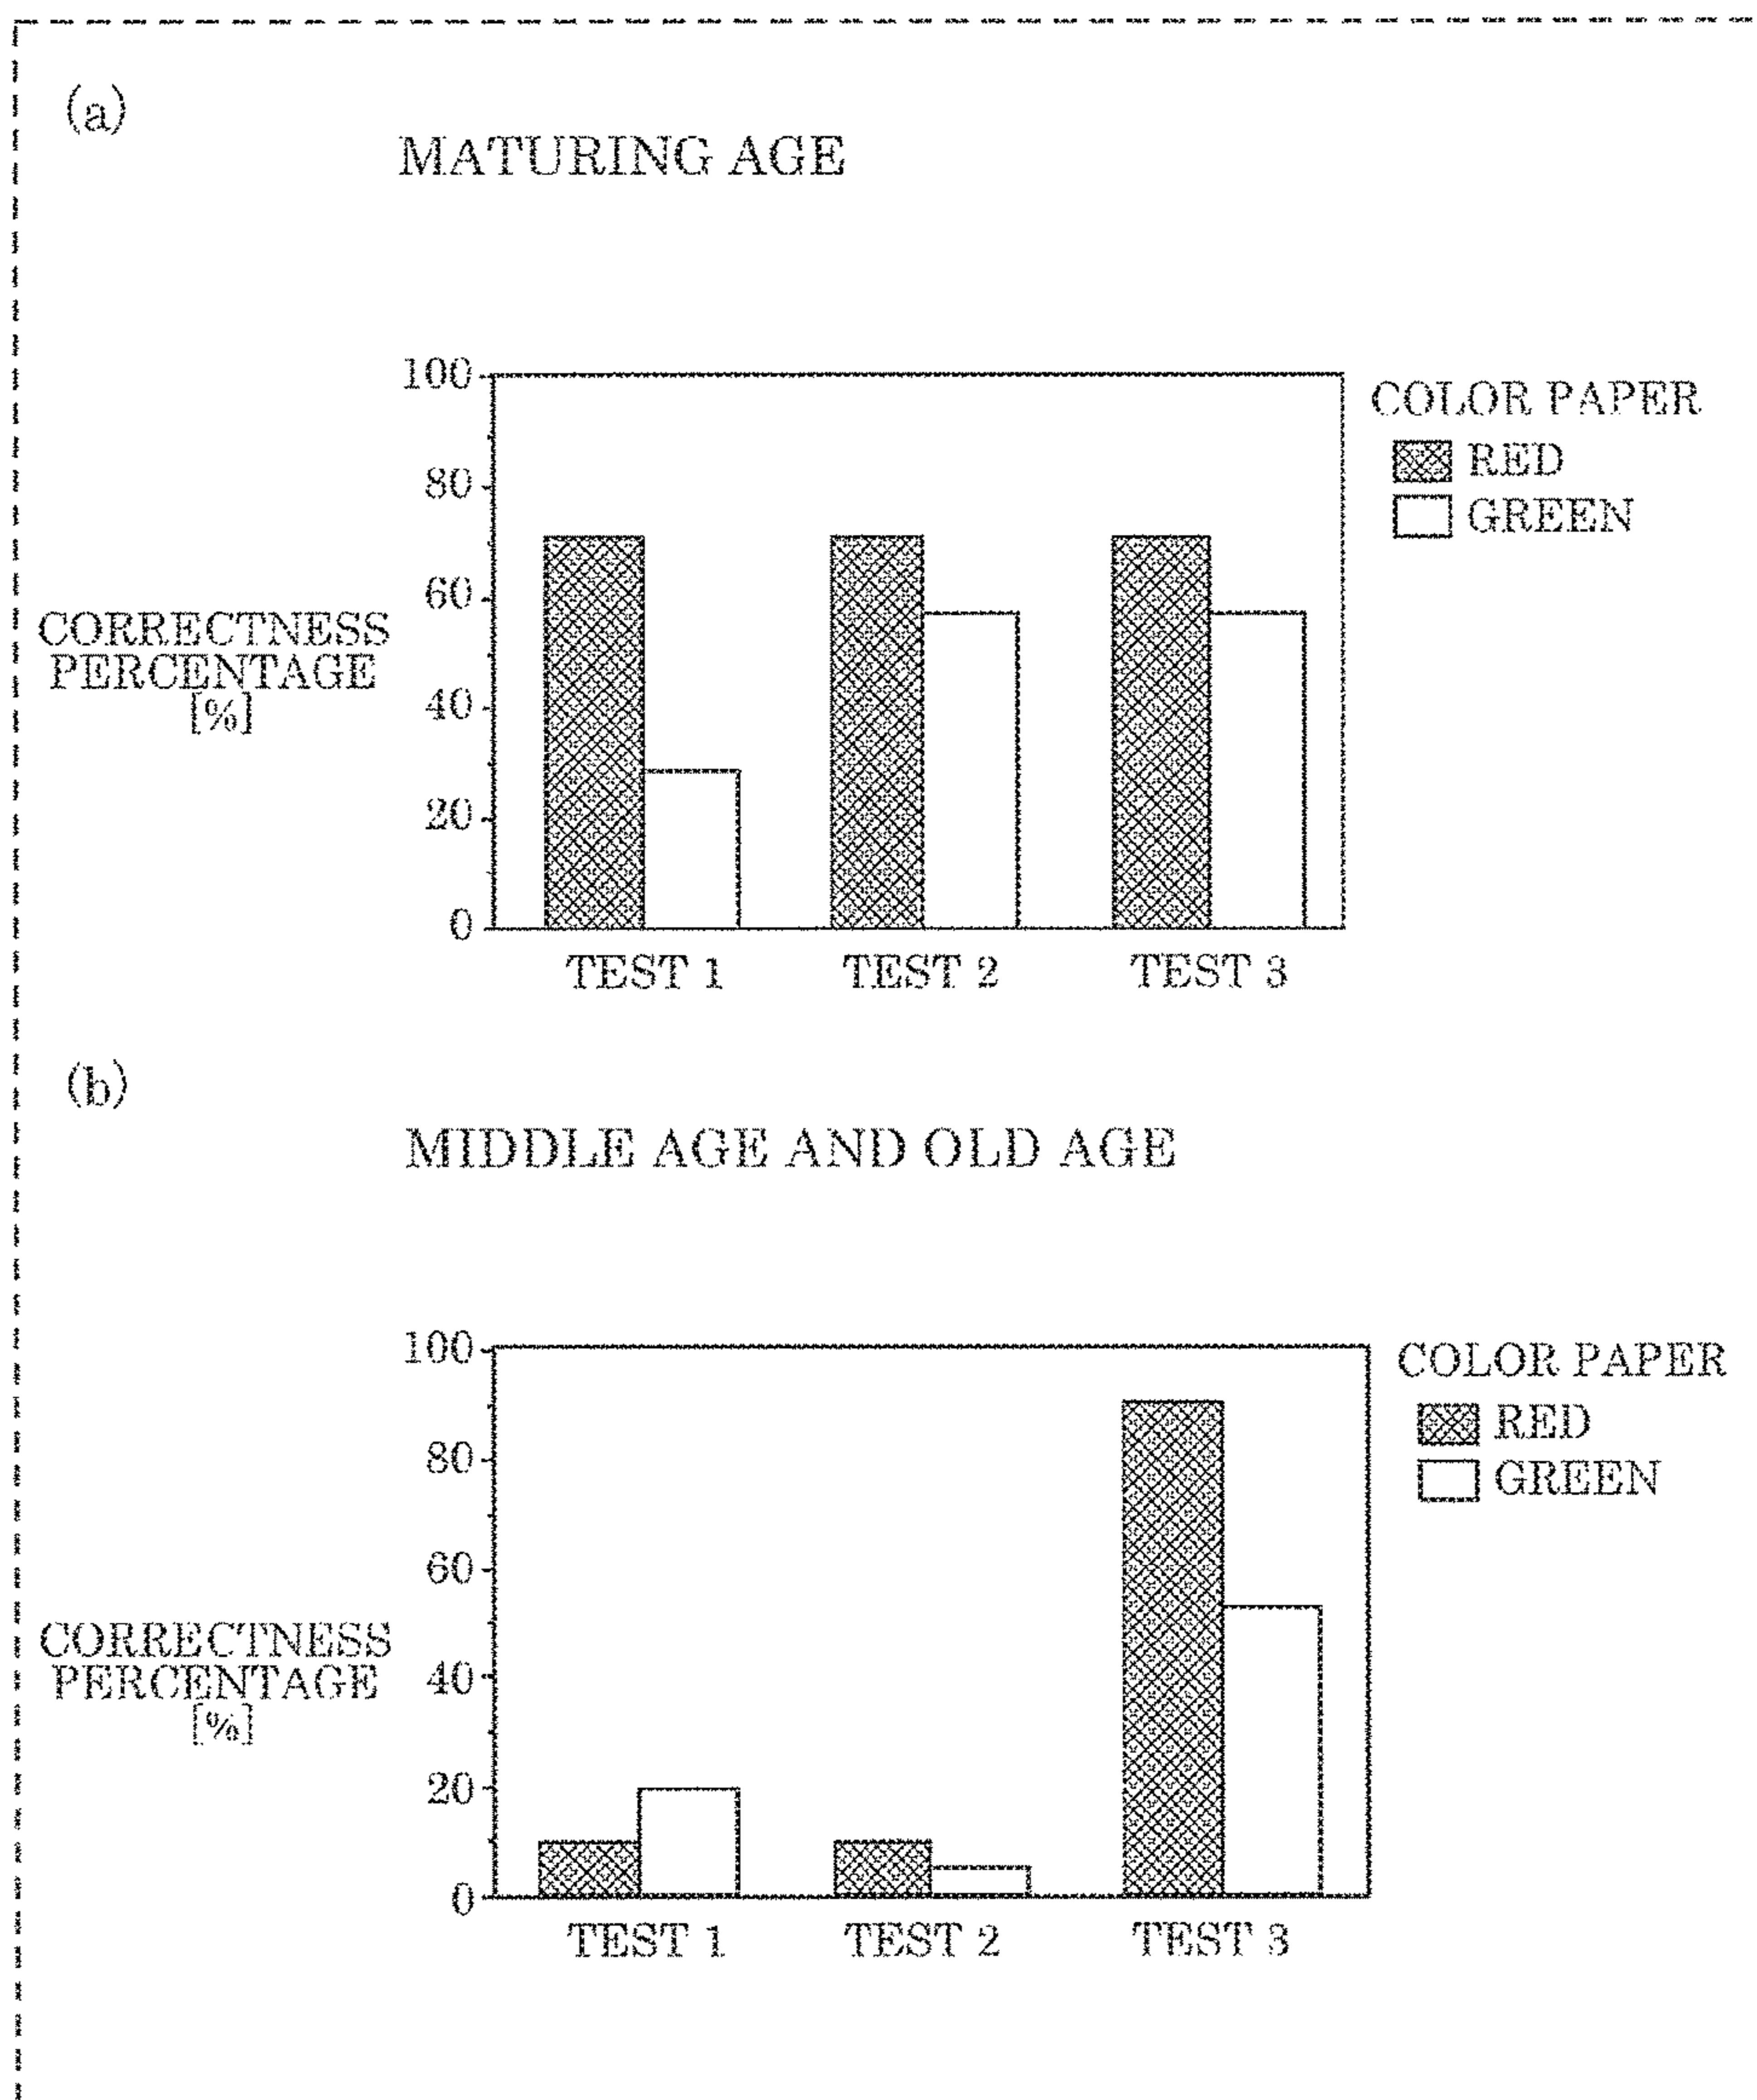 (a)
MATURING AGE
100
80
60
40
20
0
CORRECTNESS
PERCENTAGE
[%]
COLOR PAPER
RED
GREEN
TEST 1 TEST 2 TEST 3
(b)
MIDDLE AGE AND OLD AGE
100
80
60
40
20
0
CORRECTNESS
PERCENTAGE
[%]
COLOR PAPER
RED
GREEN
TEST 1 TEST 2 TEST 3